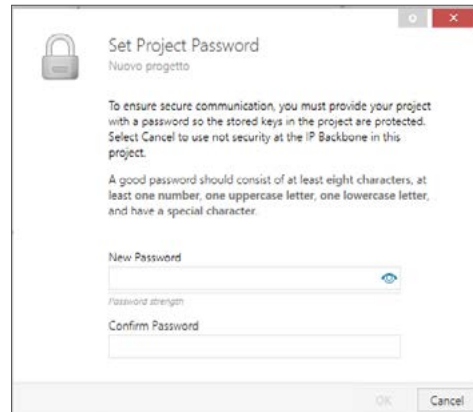 Set Project Password
Nuovo progetto
To ensure secure communication, you must provide your project
with a password so the stored keys in the project are protected.
Select Cancel to use not security at the IP Backbone in this
project.
A good password should consist of at least eight characters, at
least one number, one uppercase letter, one lowercase letter,
and have a special character.
New Password
Password strength
Confirm Password
OK
Cancel